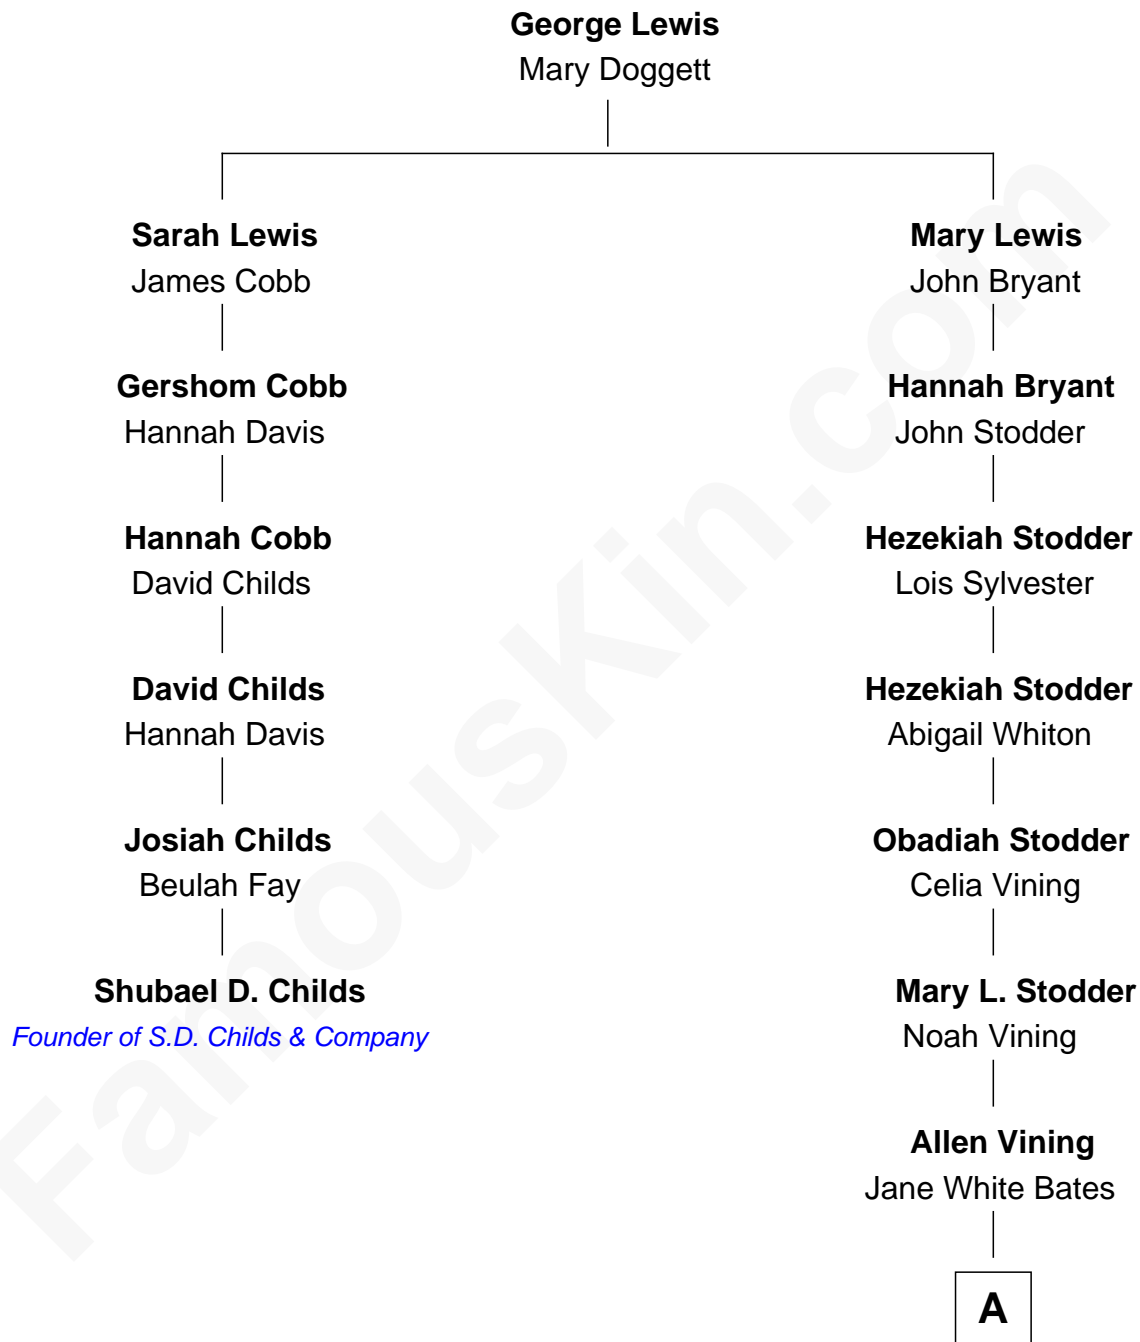 George Lewis
Mary Doggett
Sarah Lewis
James Cobb
Mary Lewis
John Bryant
Gershom Cobb
Hannah Davis
Hannah Bryant
John Stodder
Hannah Cobb
David Childs
Hezekiah Stodder
Lois Sylvester
David Childs
Hannah Davis
Hezekiah Stodder
Abigail Whiton
Josiah Childs
Beulah Fay
Obadiah Stodder
Celia Vining
Shubael D. Childs
Founder of S.D. Childs & Company
Mary L. Stodder
Noah Vining
Allen Vining
Jane White Bates
A
FamousKin.com